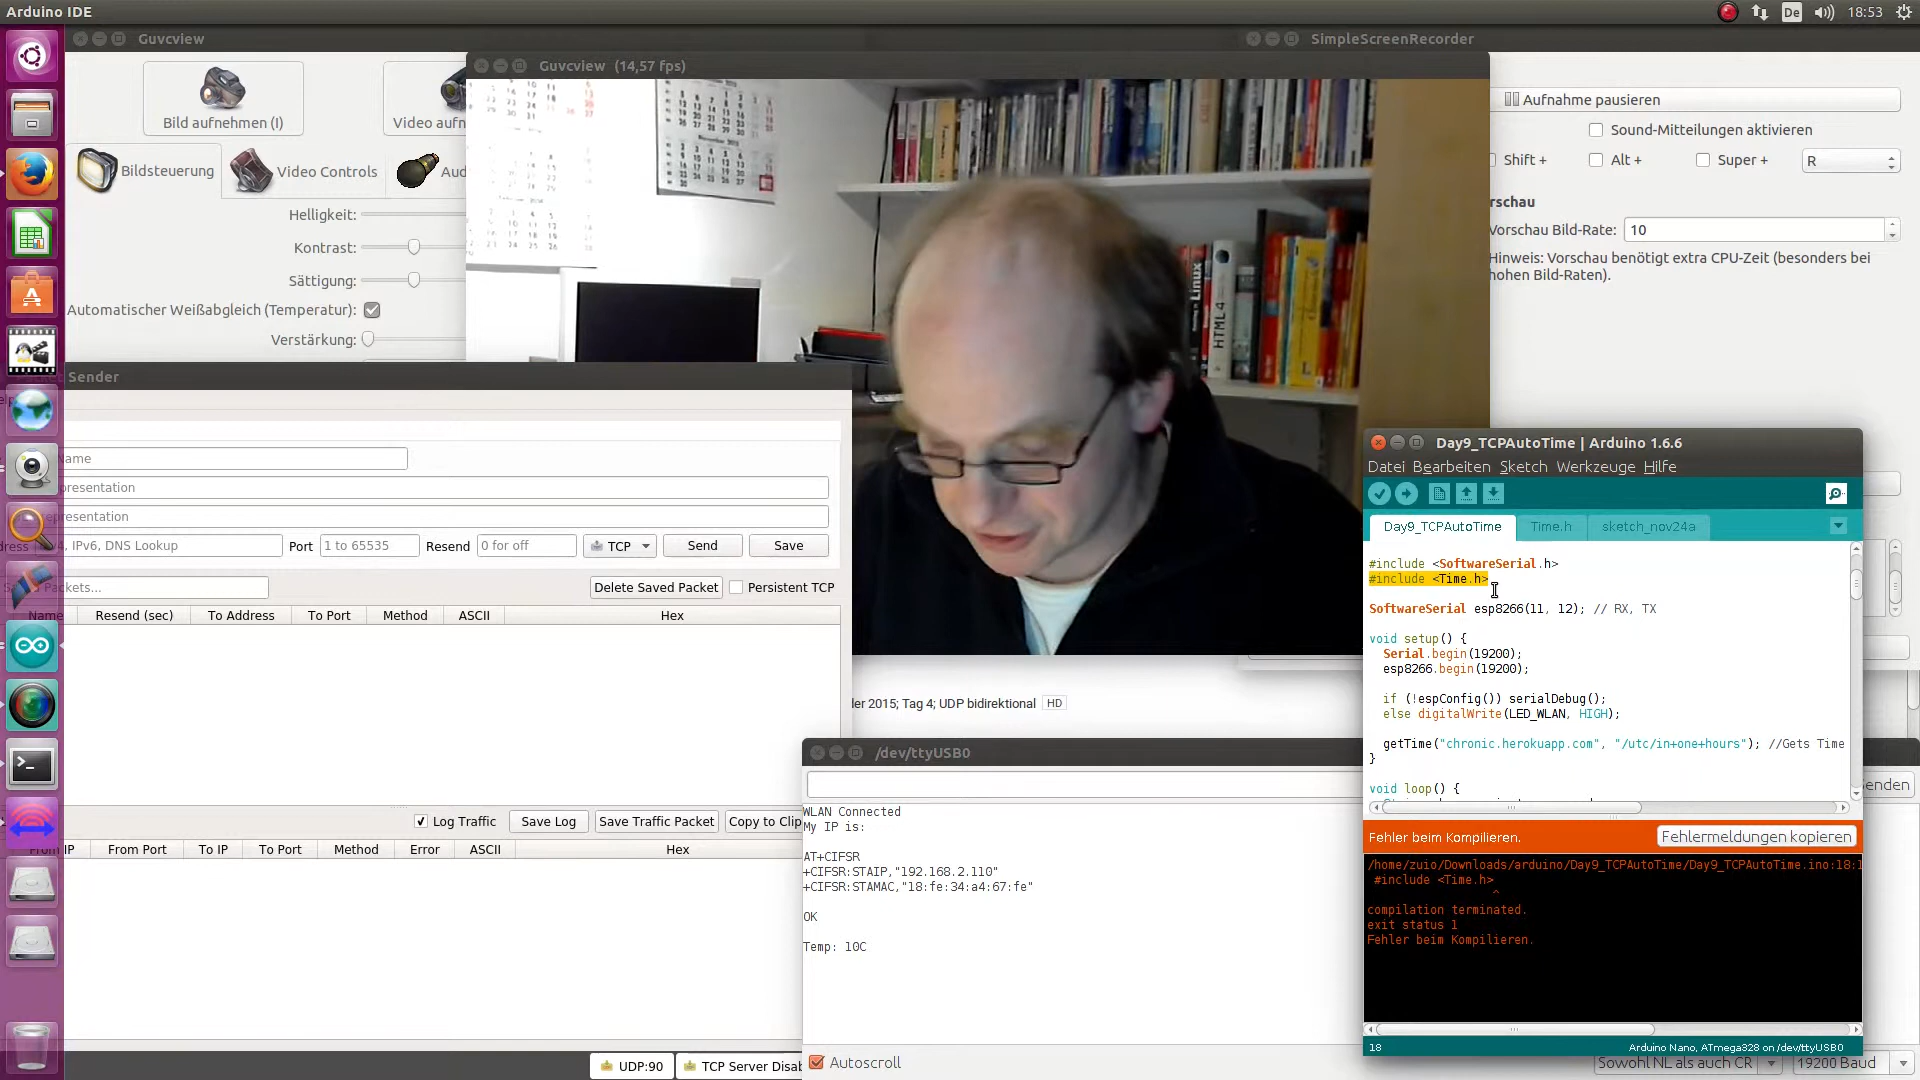 Arduino IDE
De
18:53
Guvcview
SimpleScreenRecorder
Guvcview (14,57 fps)
Bild aufnehmen (I)
Video aufn
Bildsteuerung
Video Controls
Aud
Helligkeit:
Kontrast:
Sättigung:
Automatischer Weißabgleich (Temperatur):
Verstärkung:
Aufnahme pausieren
Sound-Mitteilungen aktivieren
Shift +
Alt +
Super +
R
rschau
Vorschau Bild-Rate:
10
Hinweis: Vorschau benötigt extra CPU-Zeit (besonders bei
hohen Bild-Raten).
Linux
HTML 4
Sender
Name
presentation
representation
4, IPv6, DNS Lookup
Port
1 to 65535
Resend
0 for off
TCP
Send
Save
Packets...
Delete Saved Packet
Persistent TCP
Name
Resend (sec)
To Address
To Port
Method
ASCII
Hex
Log Traffic
Save Log
Save Traffic Packet
Copy to Clip
From IP
From Port
To IP
To Port
Method
Error
ASCII
Hex
UDP:90
TCP Server Disab
ler 2015; Tag 4; UDP bidirektional
HD
/dev/ttyUSB0
enden
WLAN Connected
My IP is:
AT+CIFSR
+CIFSR:STAIP,"192.168.2.110"
+CIFSR:STAMAC,"18:fe:34:a4:67:fe"
OK
Temp: 10C
Autoscroll
Sowohl NL als auch CR
19200 Baud
Day9_TCPAutoTime | Arduino 1.6.6
Datei Bearbeiten Sketch Werkzeuge Hilfe
Day9_TCPAutoTime
Time.h
sketch_nov24a
#include <SoftwareSerial.h>
#include <Time.h>
SoftwareSerial esp8266(11, 12); // RX, TX
void setup() {
Serial.begin(19200);
esp8266.begin(19200);
if (!espConfig()) serialDebug();
else digitalWrite(LED_WLAN, HIGH);
getTime("chronic.herokuapp.com", "/utc/in+one+hours"); //Gets Time
}
void loop() {
Fehler beim Kompilieren.
Fehlermeldungen kopieren
/home/zuio/Downloads/arduino/Day9_TCPAutoTime/Day9_TCPAutoTime.ino:18:1
#include <Time.h>
^
compilation terminated.
exit status 1
Fehler beim Kompilieren.
18
Arduino Nano, ATmega328 on /dev/ttyUSB0